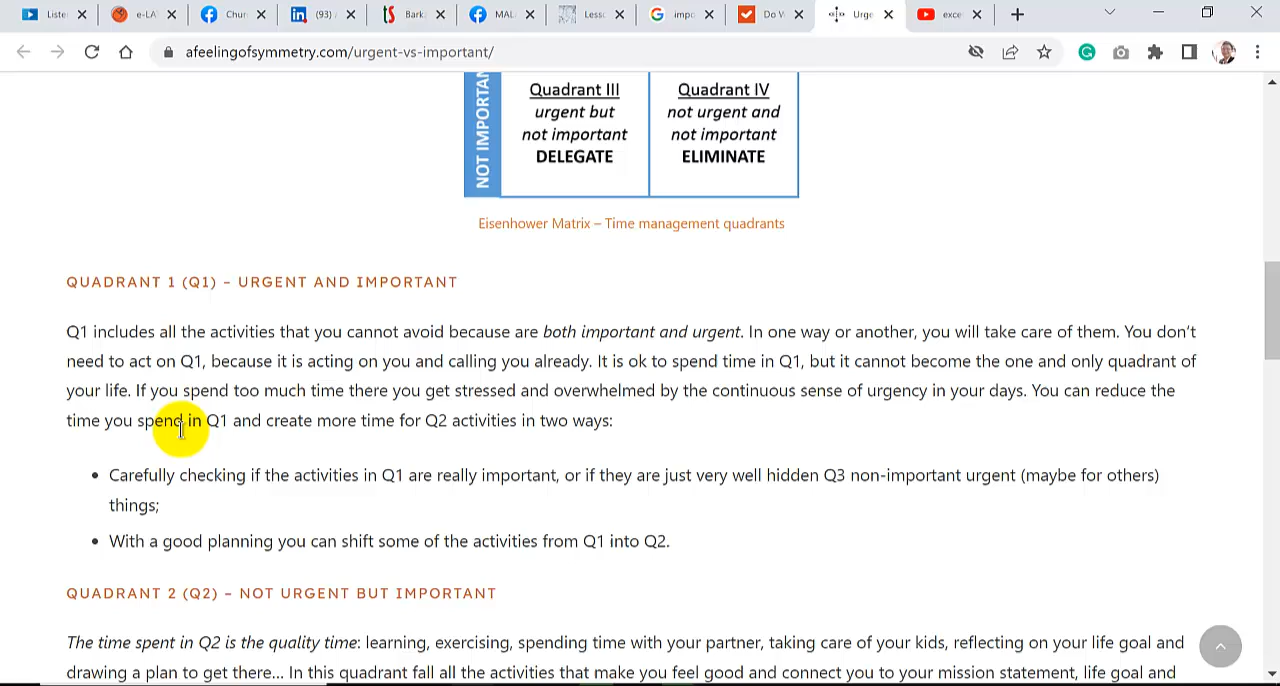 Liste
e-LA
Chur
(93)
Bark
MAL
Less
impo
Do V
Urge
exce
afeelingofsymmetry.com/urgent-vs-important/
NOT IMPORTAN
Quadrant III
urgent but
not important
DELEGATE
Quadrant IV
not urgent and
not important
ELIMINATE
Eisenhower Matrix – Time management quadrants
QUADRANT 1 (Q1) – URGENT AND IMPORTANT
Q1 includes all the activities that you cannot avoid because are both important and urgent. In one way or another, you will take care of them. You don't
need to act on Q1, because it is acting on you and calling you already. It is ok to spend time in Q1, but it cannot become the one and only quadrant of
your life. If you spend too much time there you get stressed and overwhelmed by the continuous sense of urgency in your days. You can reduce the
time you spend in Q1 and create more time for Q2 activities in two ways:
• Carefully checking if the activities in Q1 are really important, or if they are just very well hidden Q3 non-important urgent (maybe for others)
things;
• With a good planning you can shift some of the activities from Q1 into Q2.
QUADRANT 2 (Q2) – NOT URGENT BUT IMPORTANT
The time spent in Q2 is the quality time: learning, exercising, spending time with your partner, taking care of your kids, reflecting on your life goal and
drawing a plan to get there… In this quadrant fall all the activities that make you feel good and connect you to your mission statement, life goal and